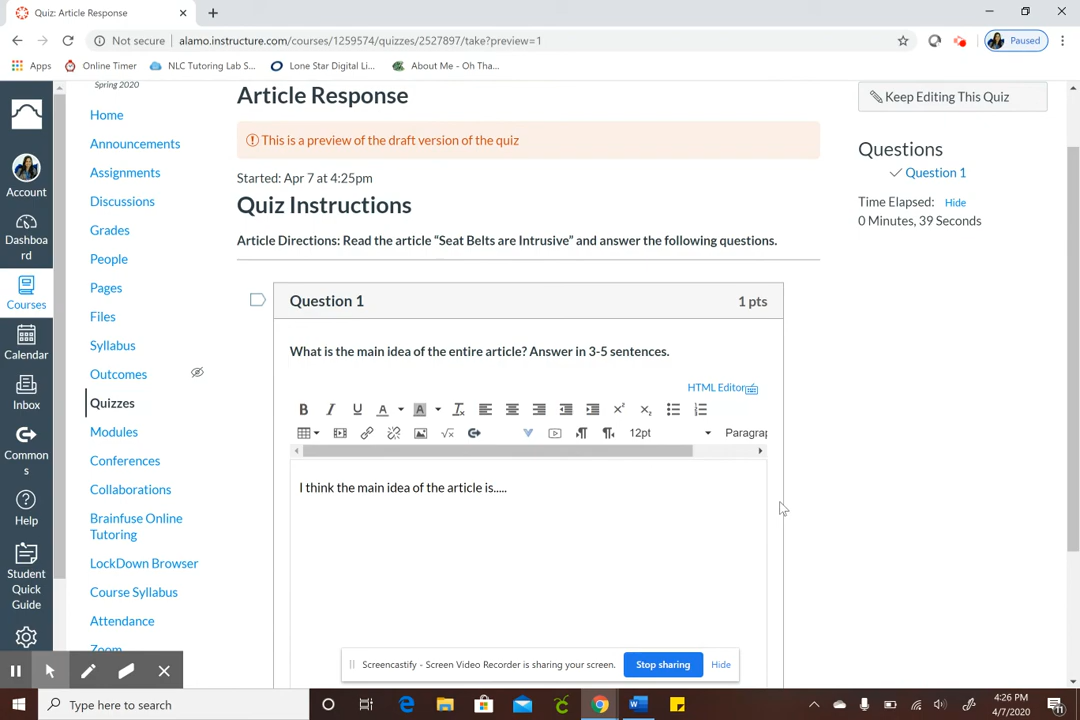 Quiz: Article Response
Not secure
alamo.instructure.com/courses/1259574/quizzes/2527897/take?preview=1
Paused
Apps
Online Timer
NLC Tutoring Lab S...
Lone Star Digital Li...
About Me - Oh Tha...
Spring 2020
Account
Dashboa
rd
Courses
Calendar
Inbox
Common
s
Help
Student
Quick
Guide
Home
Announcements
Assignments
Discussions
Grades
People
Pages
Files
Syllabus
Outcomes
Quizzes
Modules
Conferences
Collaborations
Brainfuse Online
Tutoring
LockDown Browser
Course Syllabus
Attendance
Zoom
Article Response
This is a preview of the draft version of the quiz
Started: Apr 7 at 4:25pm
Quiz Instructions
Article Directions: Read the article “Seat Belts are Intrusive” and answer the following questions.
Question 1
1 pts
What is the main idea of the entire article? Answer in 3-5 sentences.
HTML Editor
12pt
Paragrap
I think the main idea of the article is.....
Keep Editing This Quiz
Questions
Question 1
Time Elapsed: Hide
0 Minutes, 39 Seconds
Screencastify - Screen Video Recorder is sharing your screen.
Stop sharing
Hide
Type here to search
4:26 PM
4/7/2020
11